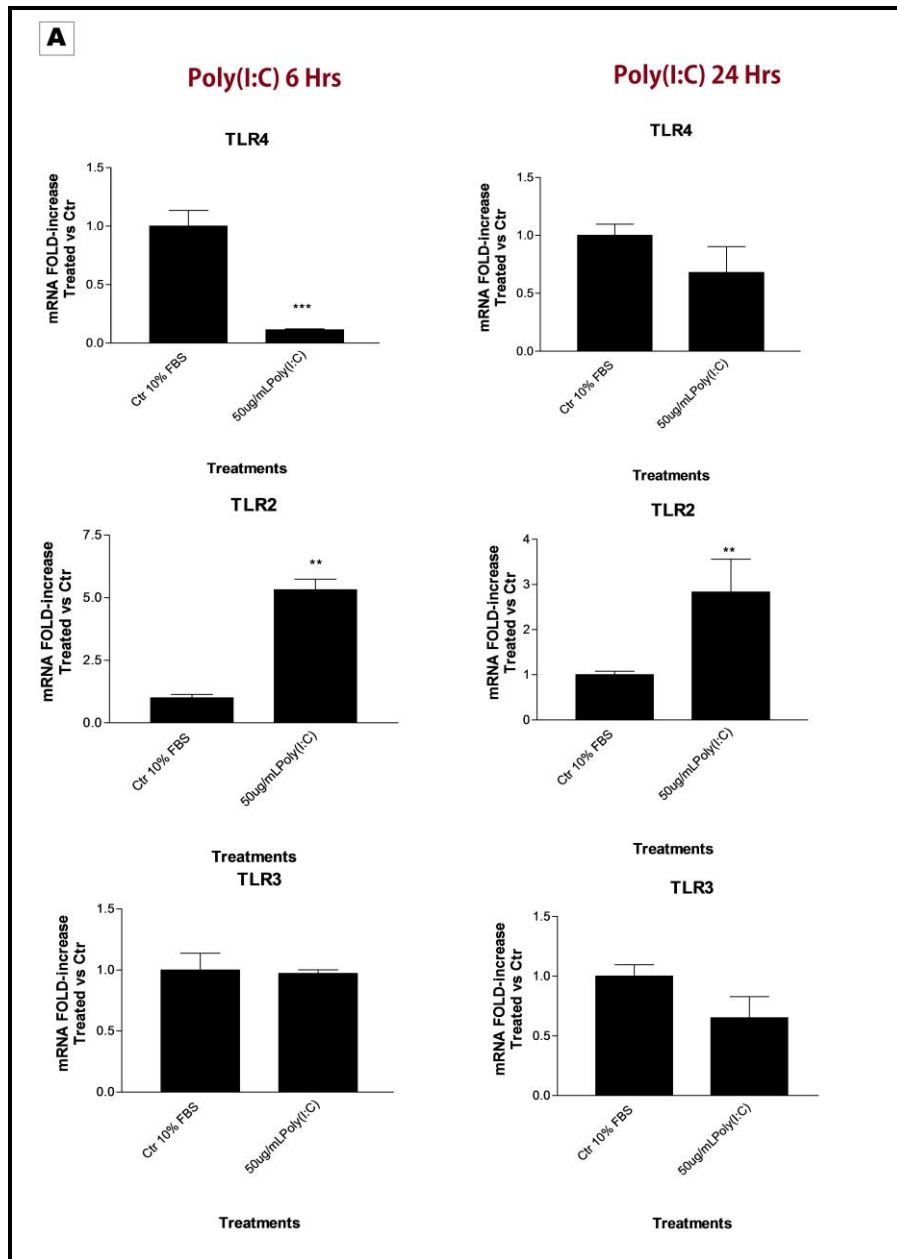 A
Poly(I:C) 6 Hrs
Poly(I:C) 24 Hrs
TLR4
mRNA FOLD-increase
Treated vs Ctr
1.5
1.0
0.5
0.0
***
Ctr 10% FBS
50ug/mLPoly(I:C)
Treatments
TLR4
mRNA FOLD-increase
Treated vs Ctr
1.5
1.0
0.5
0.0
Ctr 10% FBS
50ug/mLPoly(I:C)
Treatments
TLR2
mRNA FOLD-increase
Treated vs Ctr
7.5
5.0
2.5
0.0
**
Ctr 10% FBS
50ug/mLPoly(I:C)
Treatments
TLR2
mRNA FOLD-increase
Treated vs Ctr
4
3
2
1
0
**
Ctr 10% FBS
50ug/mLPoly(I:C)
Treatments
TLR3
mRNA FOLD-increase
Treated vs Ctr
1.5
1.0
0.5
0.0
Ctr 10% FBS
50ug/mLPoly(I:C)
Treatments
TLR3
mRNA FOLD-increase
Treated vs Ctr
1.5
1.0
0.5
0.0
Ctr 10% FBS
50ug/mLPoly(I:C)
Treatments